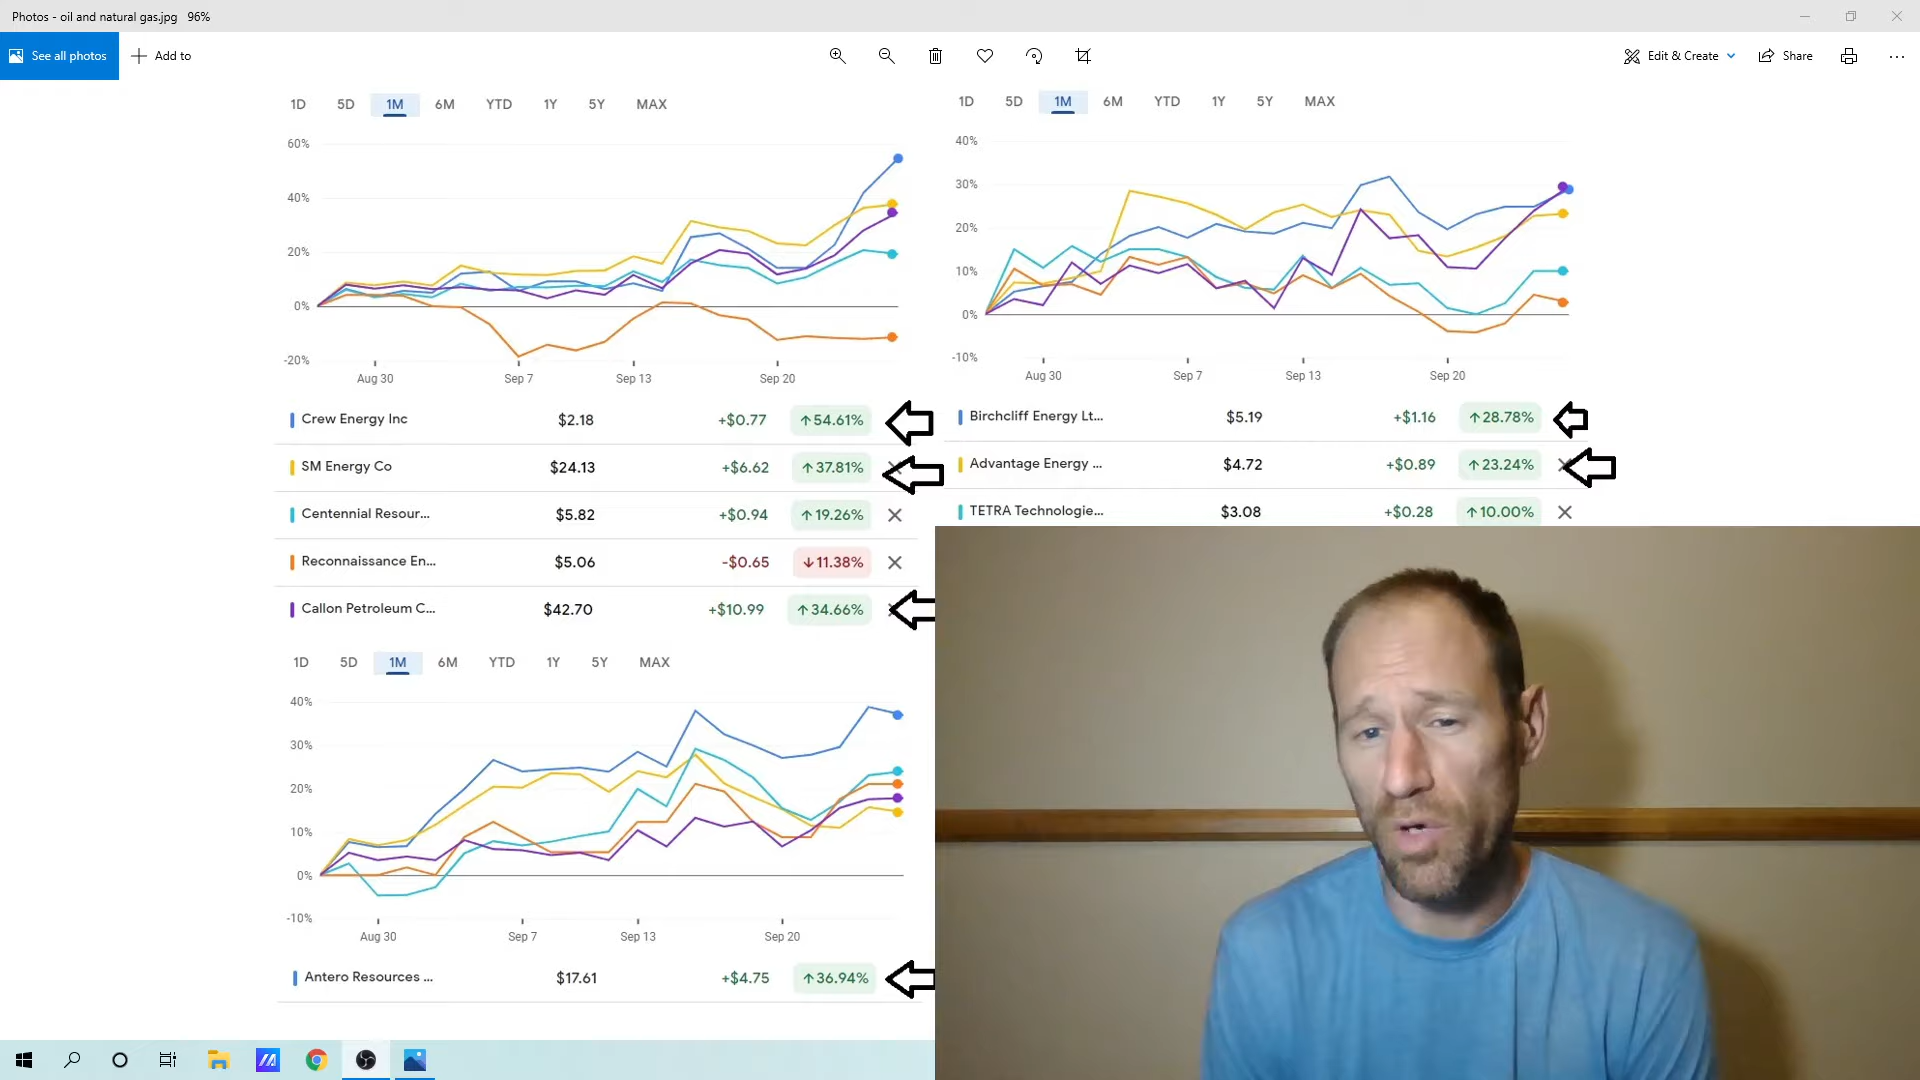 Photos - oil and natural gas.jpg 96%
See all photos Add to Edit & Create Share
1D 5D 1M 6M YTD 1Y 5Y MAX
60%
40%
20%
0%
-20%
Aug 30 Sep 7 Sep 13 Sep 20
Crew Energy Inc $2.18 +$0.77 ↑54.61%
SM Energy Co $24.13 +$6.62 ↑37.81%
Centennial Resour... $5.82 +$0.94 ↑19.26%
Reconnaissance En... $5.06 -$0.65 ↓11.38%
Callon Petroleum C... $42.70 +$10.99 ↑34.66%
1D 5D 1M 6M YTD 1Y 5Y MAX
40%
30%
20%
10%
0%
-10%
Aug 30 Sep 7 Sep 13 Sep 20
Birchcliff Energy Lt... $5.19 +$1.16 ↑28.78%
Advantage Energy ... $4.72 +$0.89 ↑23.24%
TETRA Technologie... $3.08 +$0.28 ↑10.00%
1D 5D 1M 6M YTD 1Y 5Y MAX
40%
30%
20%
10%
0%
-10%
Aug 30 Sep 7 Sep 13 Sep 20
Antero Resources ... $17.61 +$4.75 ↑36.94%